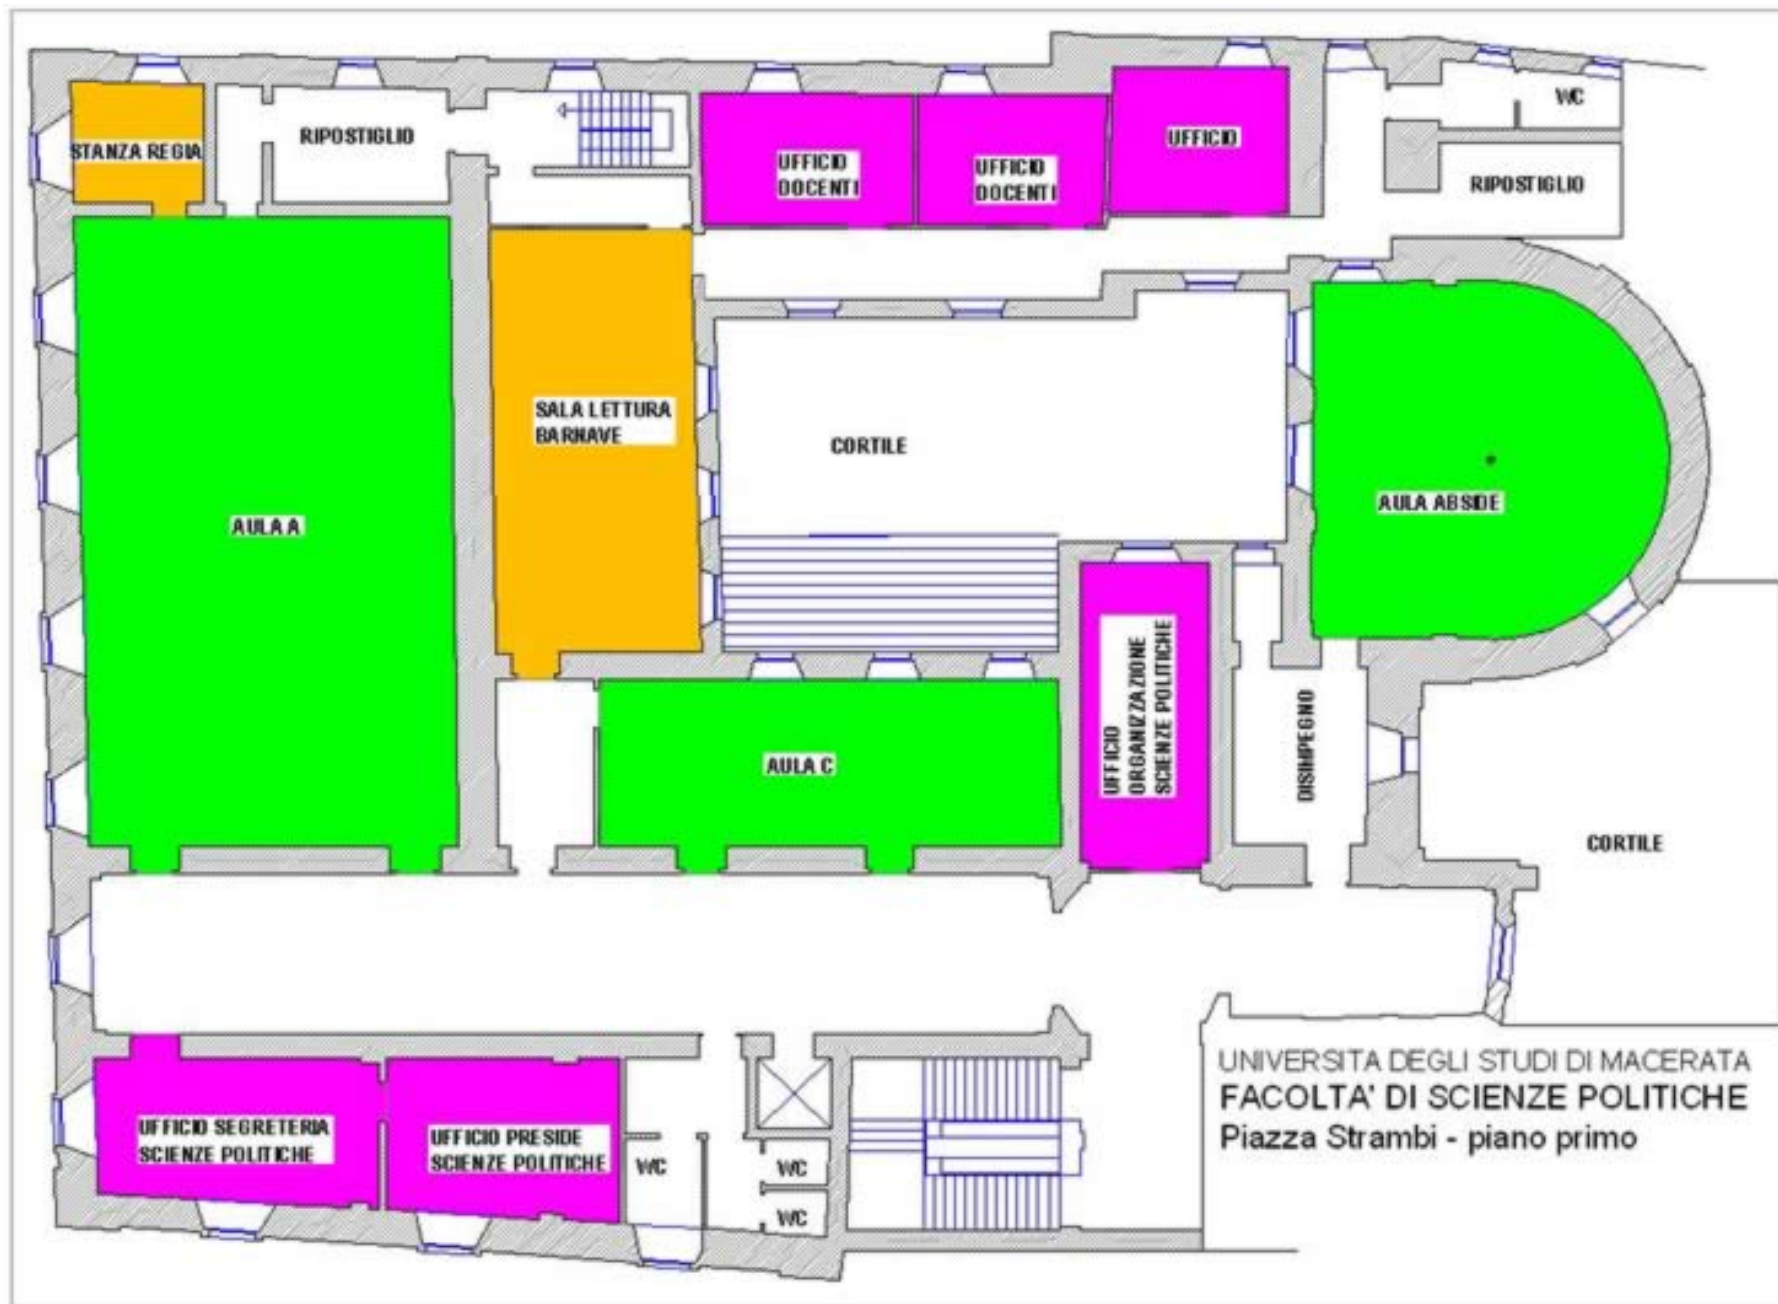 WC
STANZA REGIA
RIPOSTIGLIO
UFFICIO
DOCENTI
UFFICIO
DOCENTI
UFFICIO
RIPOSTIGLIO
SALA LETTURA
BARNAVE
CORTILE
AULA A
AULA ABSIDE
UFFICIO
ORGANIZZAZIONE
SCIENZE POLITICHE
DISIMPEGNO
AULA C
CORTILE
UFFICIO SEGRETERIA
SCIENZE POLITICHE
UFFICIO PRESIDE
SCIENZE POLITICHE
WC
WC
WC
UNIVERSITA DEGLI STUDI DI MACERATA
FACOLTA' DI SCIENZE POLITICHE
Piazza Strambi - piano primo